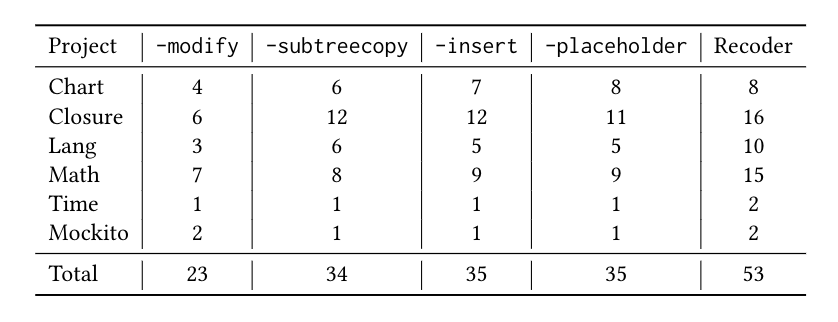 Project -modify -subtreecopy -insert -placeholder Recoder
Chart 4 6 7 8 8
Closure 6 12 12 11 16
Lang 3 6 5 5 10
Math 7 8 9 9 15
Time 1 1 1 1 2
Mockito 2 1 1 1 2
Total 23 34 35 35 53